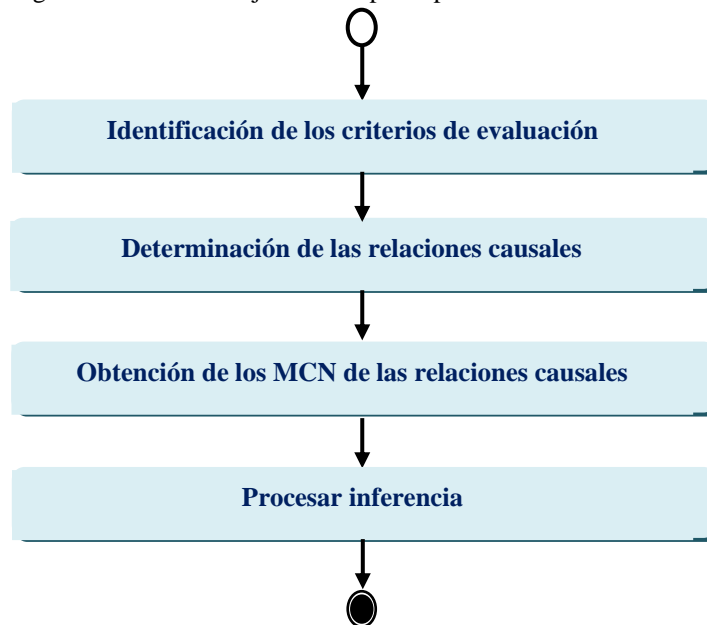 Identificación de los criterios de evaluación
Determinación de las relaciones causales
Obtención de los MCN de las relaciones causales
Procesar inferencia